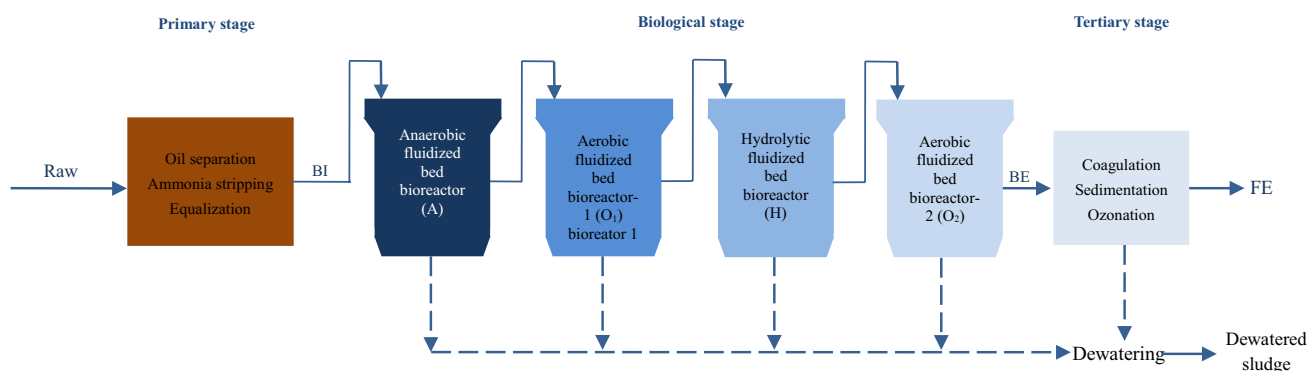 Primary stage
Biological stage
Tertiary stage
Raw
Oil separation
Ammonia stripping
Equalization
BI
Anaerobic
fluidized
bed
bioreactor
(A)
Aerobic
fluidized
bed
bioreactor-
1 (O₁)
bioreator 1
Hydrolytic
fluidized
bed
bioreactor
(H)
Aerobic
fluidized
bed
bioreactor-
2 (O₂)
BE
Coagulation
Sedimentation
Ozonation
FE
Dewatering
Dewatered
sludge